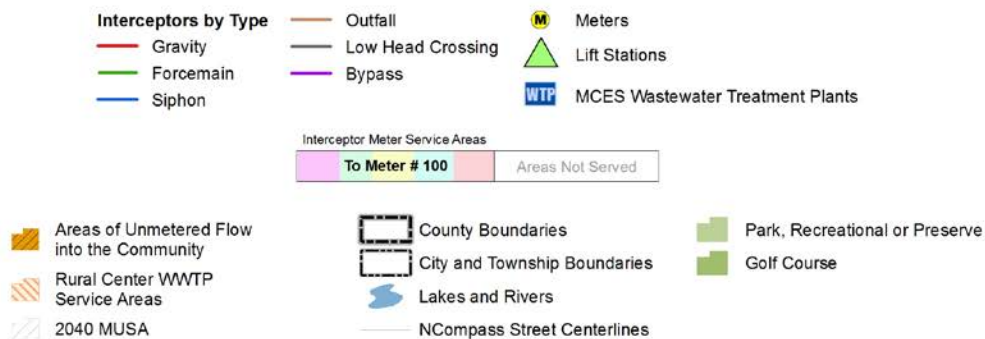 Interceptors by Type
Gravity
Forcemain
Siphon
Outfall
Low Head Crossing
Bypass
M Meters
Lift Stations
WTP MCES Wastewater Treatment Plants
Interceptor Meter Service Areas
To Meter # 100
Areas Not Served
Areas of Unmetered Flow
into the Community
Rural Center WWTP
Service Areas
2040 MUSA
County Boundaries
City and Township Boundaries
Lakes and Rivers
NCompass Street Centerlines
Park, Recreational or Preserve
Golf Course